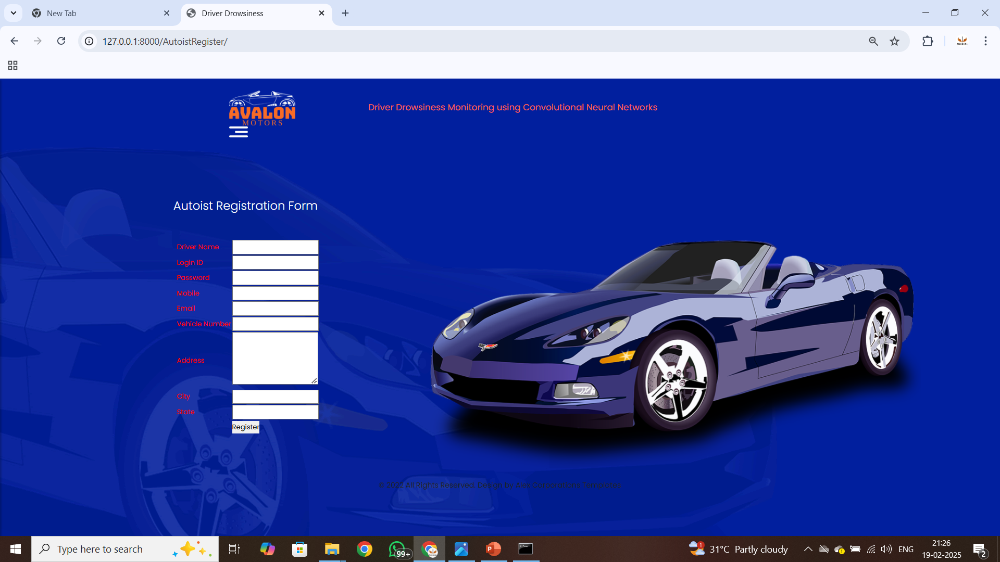 New Tab
Driver Drowsiness
127.0.0.1:8000/AutoistRegister/
MICHEAL
AVALON
MOTORS
Driver Drowsiness Monitoring using Convolutional Neural Networks
Autoist Registration Form
Driver Name
Login ID
Password
Mobile
Email
Vehicle Number
Address
City
State
Register
© 2022 All Rights Reserved. Design by Alex Corporations Templates
Type here to search
99+
1
31°C Partly cloudy
ENG
21:26
19-02-2025
2